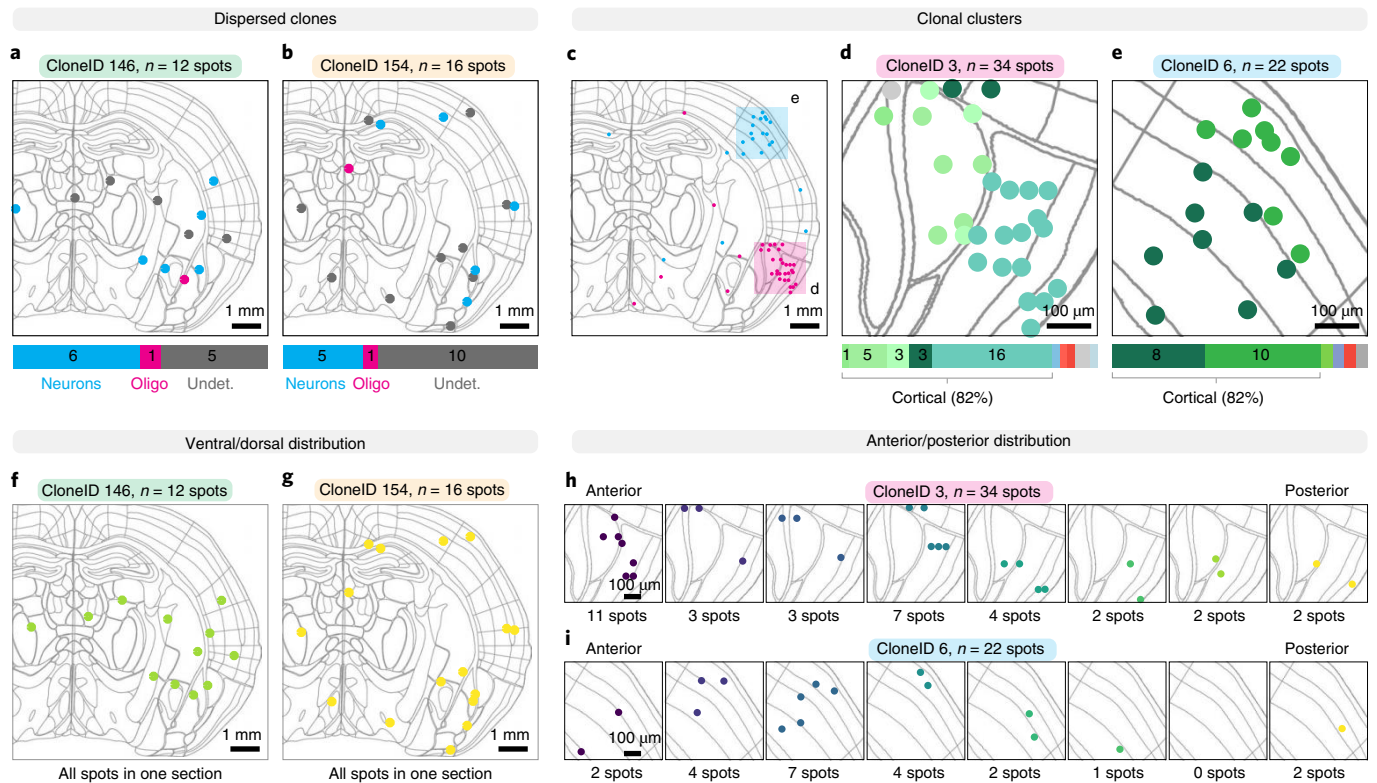 Dispersed clones
Clonal clusters
a
CloneID 146, n = 12 spots
b
CloneID 154, n = 16 spots
c
d
CloneID 3, n = 34 spots
e
CloneID 6, n = 22 spots
e
d
1 mm
1 mm
1 mm
100 µm
100 µm
6 1 5
Neurons Oligo Undet.
5 1 10
Neurons Oligo Undet.
1 5 3 3 16
Cortical (82%)
8 10
Cortical (82%)
Ventral/dorsal distribution
Anterior/posterior distribution
f
CloneID 146, n = 12 spots
g
CloneID 154, n = 16 spots
1 mm
1 mm
All spots in one section
All spots in one section
h
Anterior
CloneID 3, n = 34 spots
Posterior
100 µm
11 spots 3 spots 3 spots 7 spots 4 spots 2 spots 2 spots 2 spots
i
Anterior
CloneID 6, n = 22 spots
Posterior
100 µm
2 spots 4 spots 7 spots 4 spots 2 spots 1 spot 0 spots 2 spots